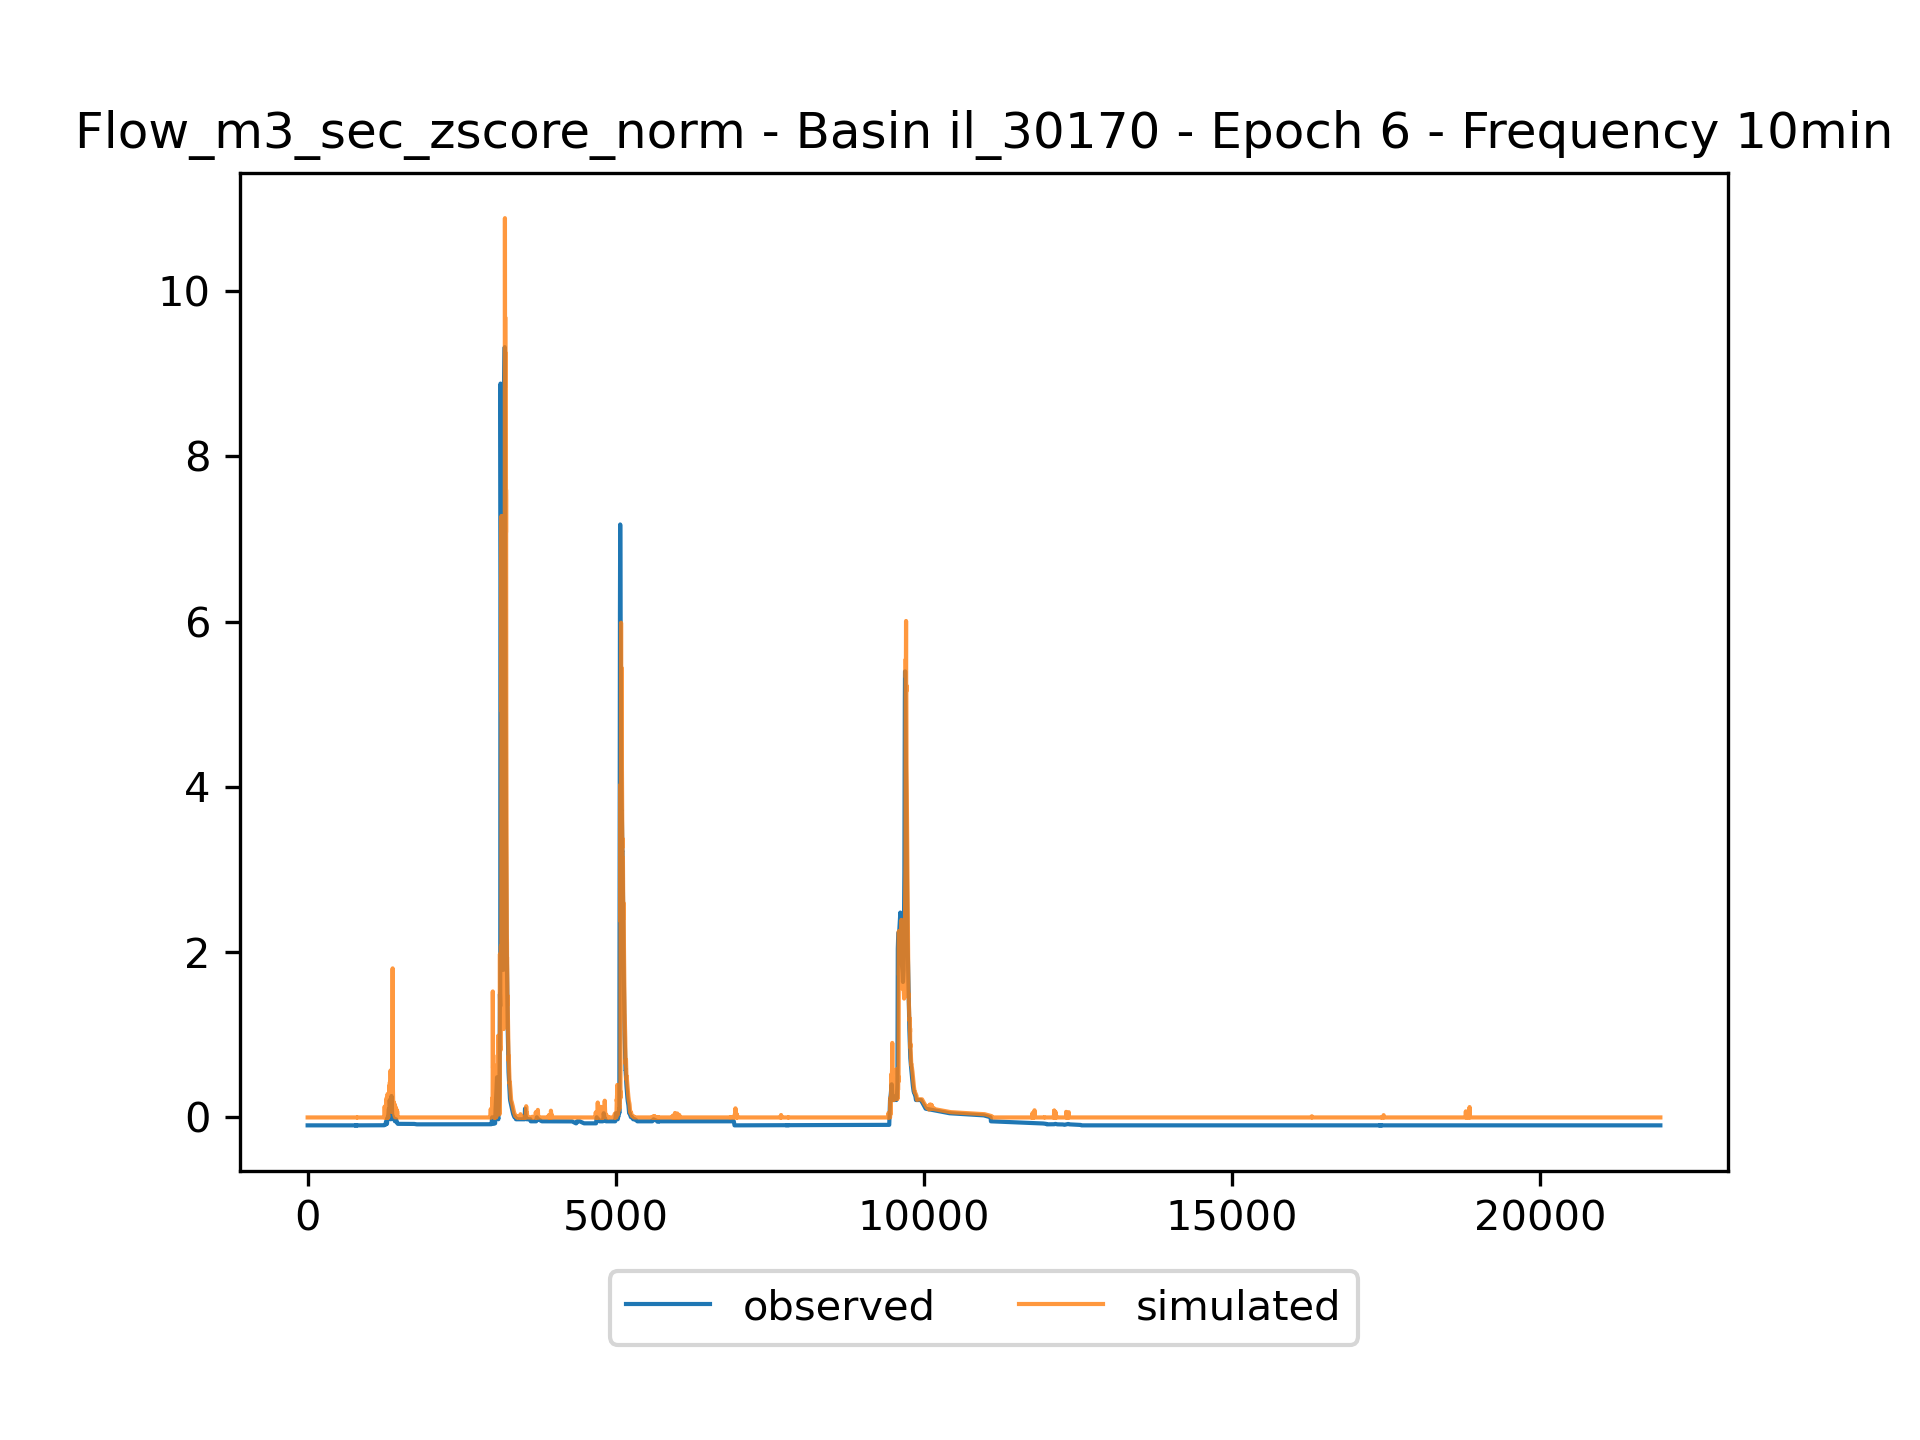 Flow_m3_sec_zscore_norm - Basin il_30170 - Epoch 6 - Frequency 10min
10
8
6
4
2
0
0 5000 10000 15000 20000
observed simulated